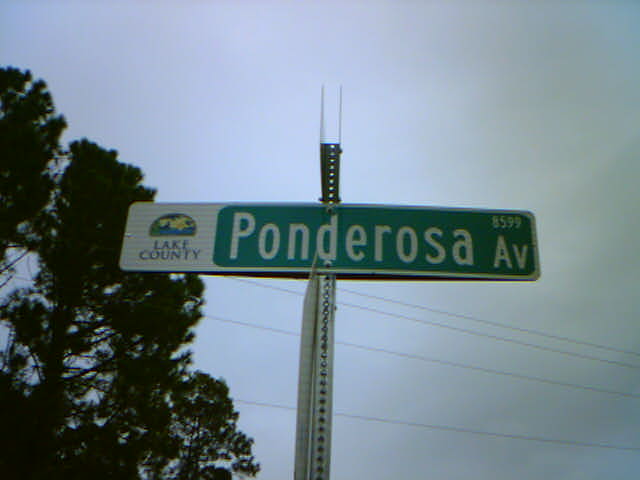 LAKE
COUNTY
Ponderosa Av
8599